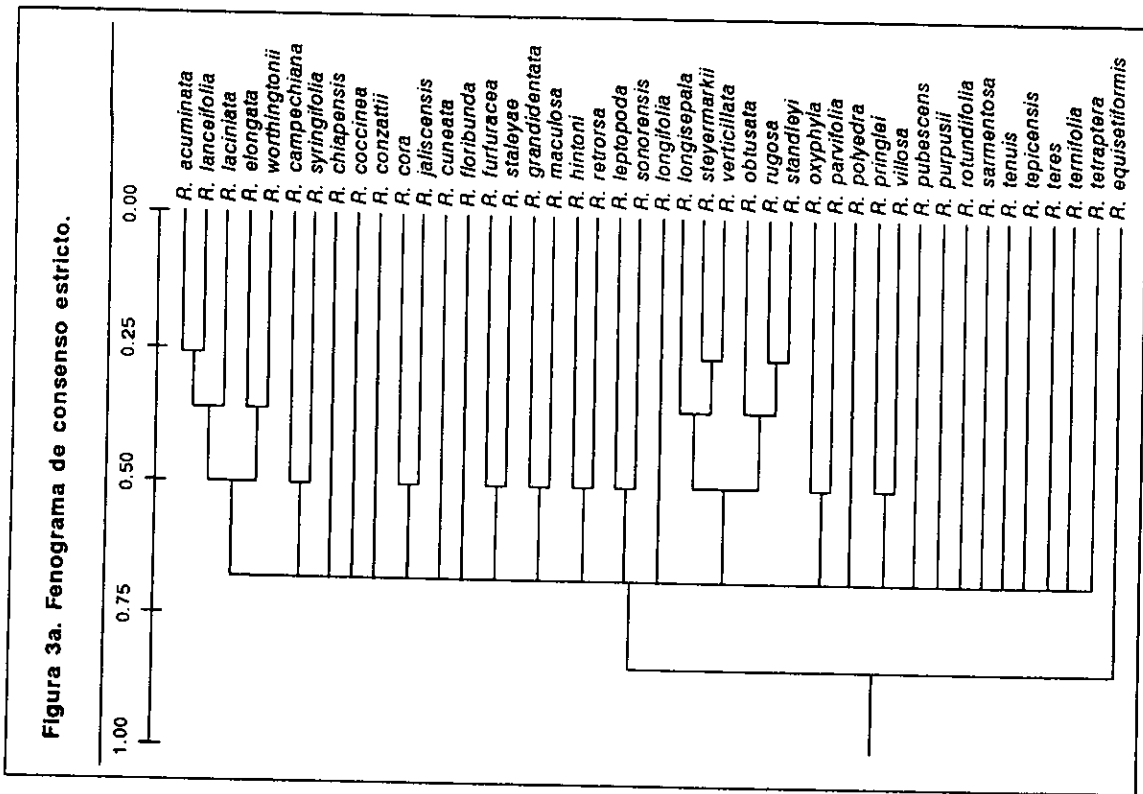 Figura 3a. Fenograma de consenso estricto.
1.00 0.75 0.50 0.25 0.00
R. acuminata
R. lanceifolia
R. laciniata
R. elongata
R. worthingtonii
R. campechiana
R. syringifolia
R. chiapensis
R. coccinea
R. conzattii
R. cora
R. jaliscensis
R. cuneata
R. floribunda
R. furfuracea
R. staleyae
R. grandidentata
R. maculosa
R. hintoni
R. retrorsa
R. leptopoda
R. sonorensis
R. longifolia
R. longisepala
R. steyermarkii
R. verticillata
R. obtusata
R. rugosa
R. standleyi
R. oxyphyla
R. parvifolia
R. polyedra
R. pringlei
R. villosa
R. pubescens
R. purpusii
R. rotundifolia
R. sarmentosa
R. tenuis
R. tepicensis
R. teres
R. ternifolia
R. tetraptera
R. equisetiformis